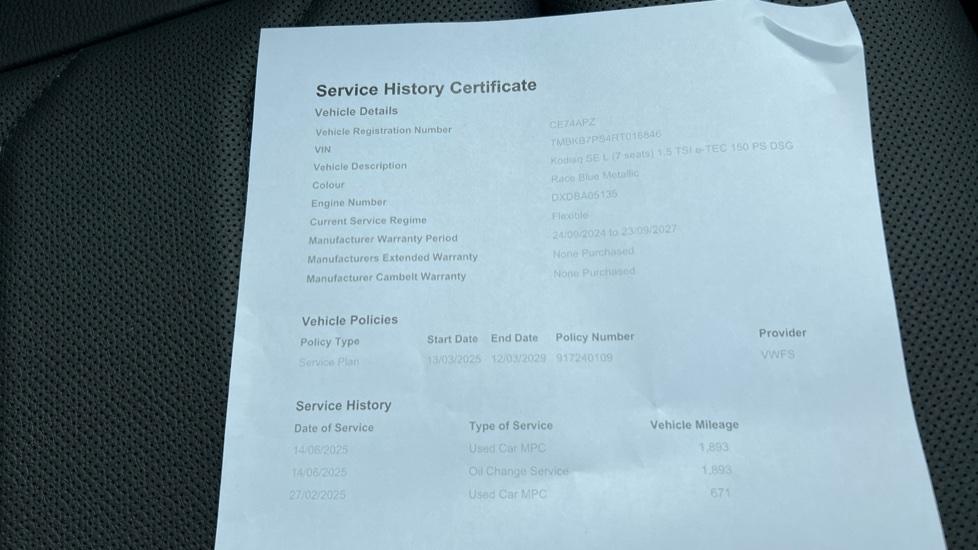 Service History Certificate
Vehicle Details
Vehicle Registration Number CE74APZ
VIN TMBKB7PS4RT016846
Vehicle Description Kodiaq SE L (7 seats) 1.5 TSI e-TEC 150 PS DSG
Colour Race Blue Metallic
Engine Number DXDBA05135
Current Service Regime Flexible
Manufacturer Warranty Period 24/09/2024 to 23/09/2027
Manufacturers Extended Warranty None Purchased
Manufacturer Cambelt Warranty None Purchased
Vehicle Policies
Policy Type Start Date End Date Policy Number Provider
Service Plan 13/03/2025 12/03/2029 917240109 VWFS
Service History
Date of Service Type of Service Vehicle Mileage
14/06/2025 Used Car MPC 1,893
14/06/2025 Oil Change Service 1,893
27/02/2025 Used Car MPC 671